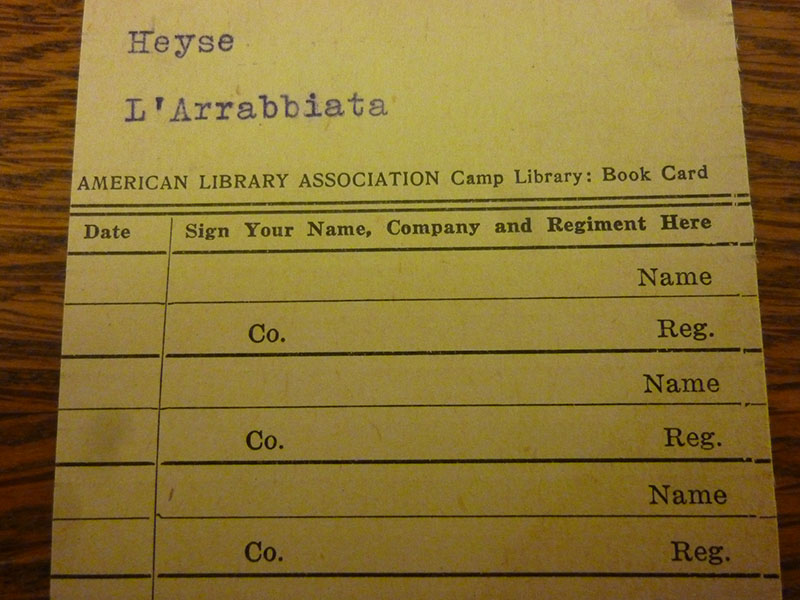 Heyse
L'Arrabbiata
AMERICAN LIBRARY ASSOCIATION Camp Library: Book Card
Date Sign Your Name, Company and Regiment Here
Name
Co. Reg.
Name
Co. Reg.
Name
Co. Reg.